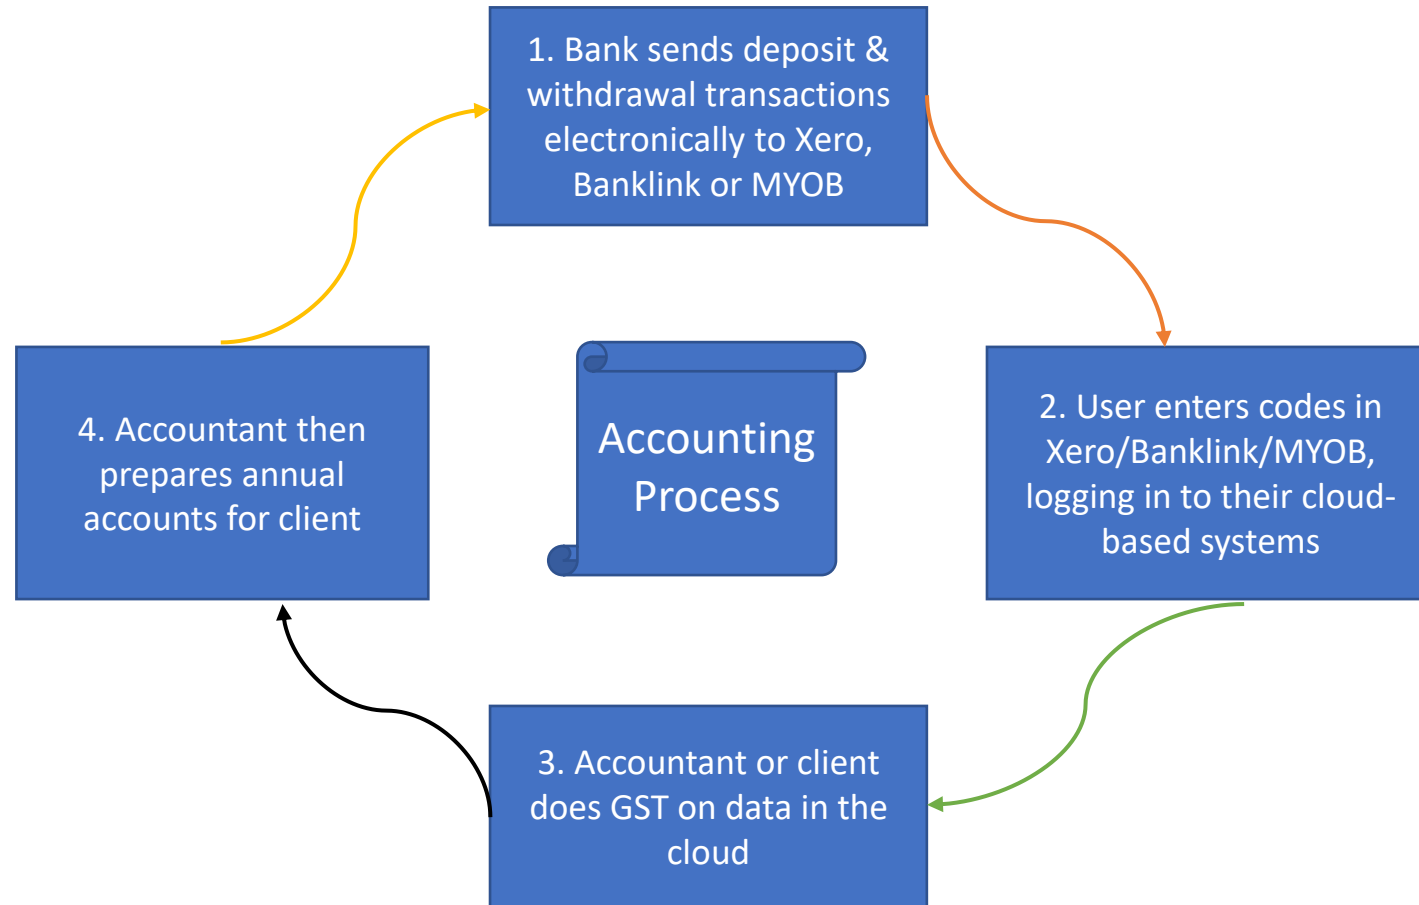 1. Bank sends deposit &
withdrawal transactions
electronically to Xero,
Banklink or MYOB
2. User enters codes in
Xero/Banklink/MYOB,
logging in to their cloud-
based systems
3. Accountant or client
does GST on data in the
cloud
4. Accountant then
prepares annual
accounts for client
Accounting
Process